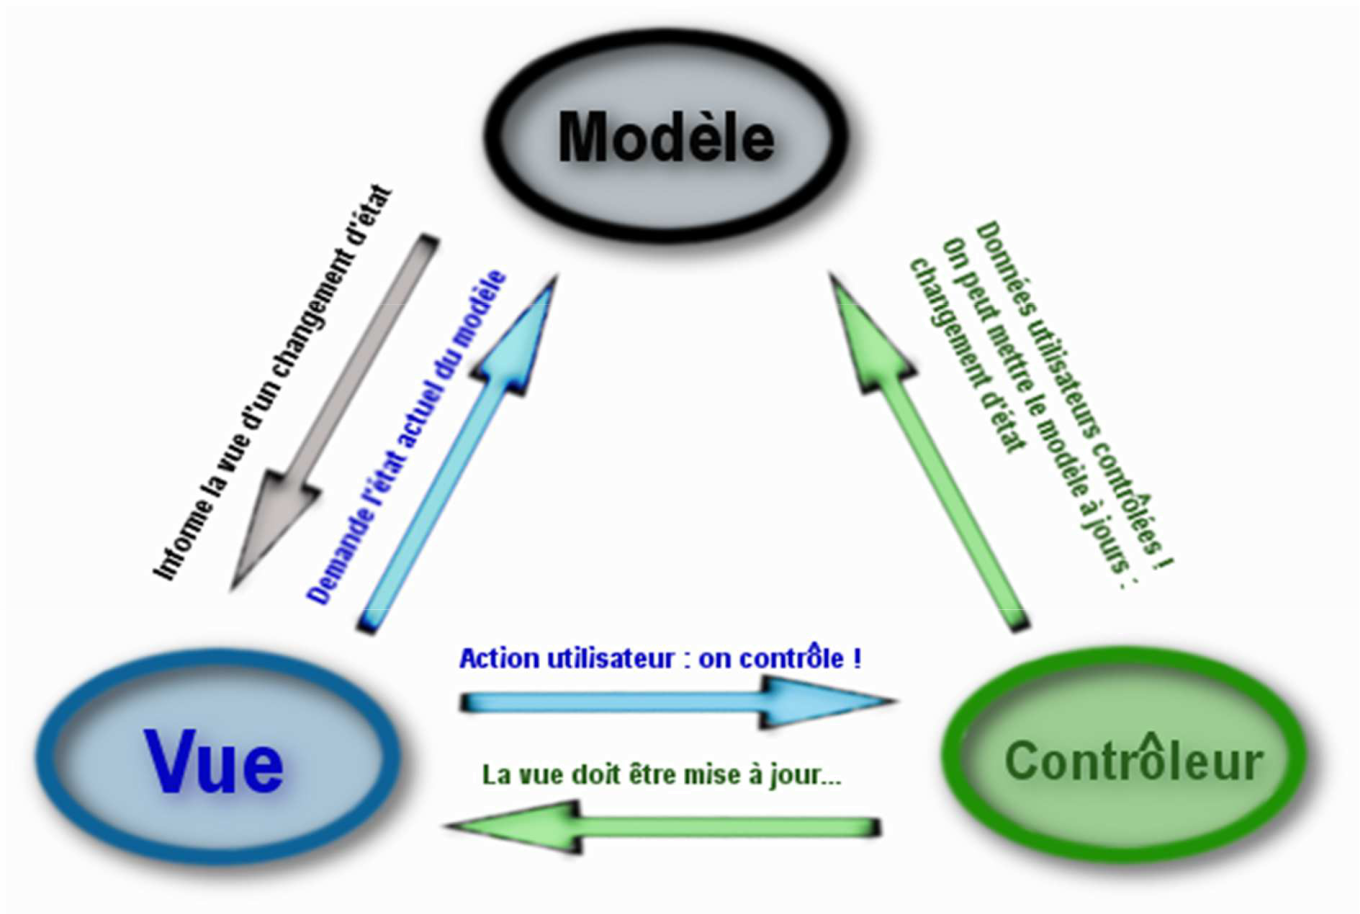 Modèle
Informe la vue d'un changement d'état
Demande l'état actuel du modèle
Données utilisateurs contrôlées !
On peut mettre le modèle à jours :
changement d'état
Action utilisateur : on contrôle !
Vue
Contrôleur
La vue doit être mise à jour...